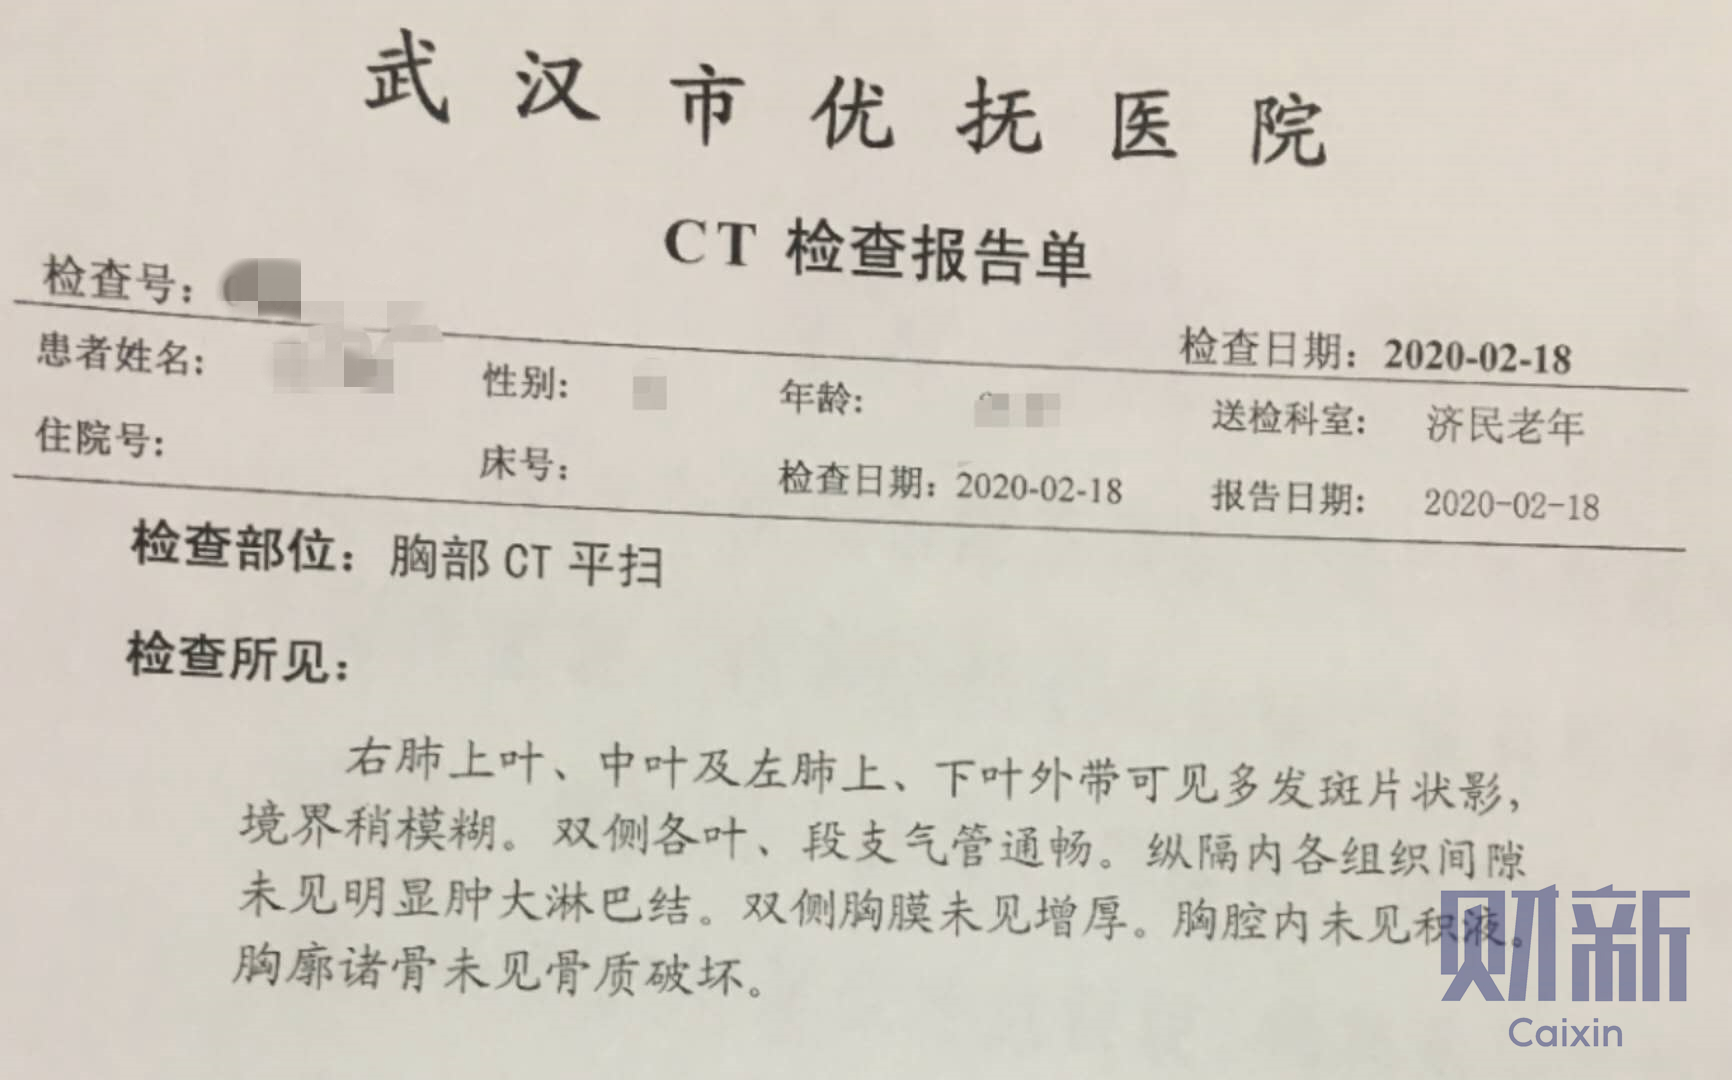 武汉市优抚医院
CT 检查报告单
检查号：
检查日期：2020-02-18
患者姓名： 性别： 年龄： 送检科室： 济民老年
住院号： 床号： 检查日期：2020-02-18 报告日期： 2020-02-18
检查部位：胸部 CT 平扫
检查所见：
右肺上叶、中叶及左肺上、下叶外带可见多发斑片状影，
境界稍模糊。双侧各叶、段支气管通畅。纵隔内各组织间隙
未见明显肿大淋巴结。双侧胸膜未见增厚。胸腔内未见积液。
胸廓诸骨未见骨质破坏。
财新
Caixin